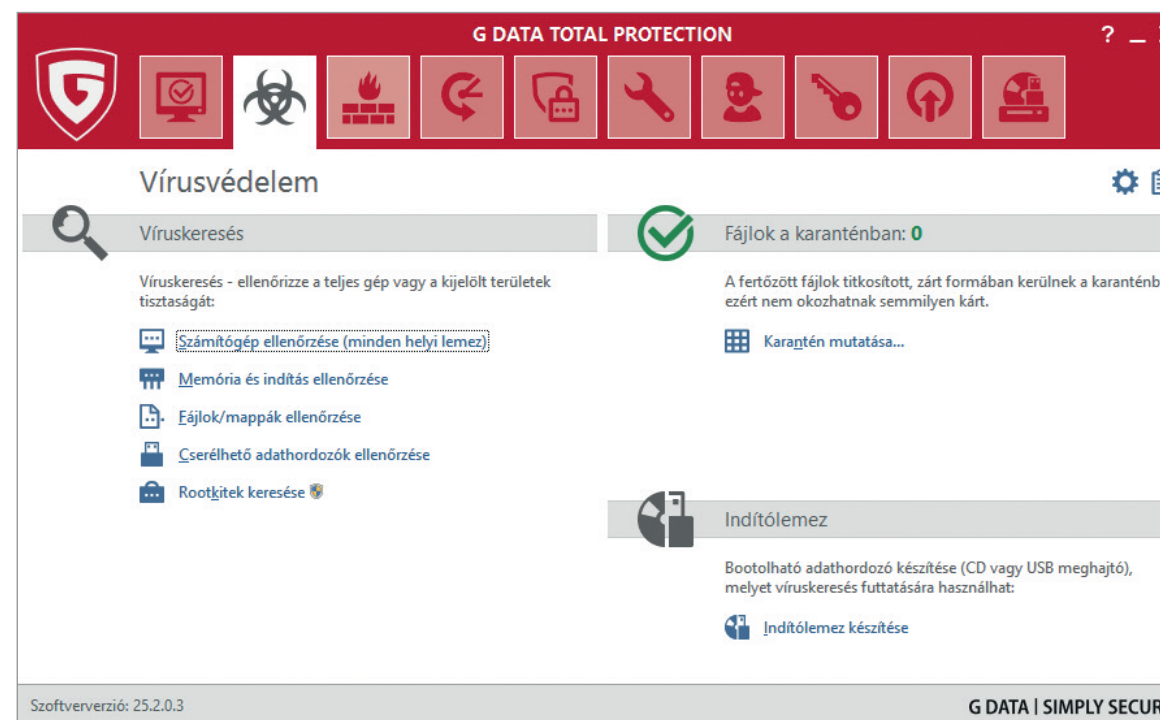 G DATA TOTAL PROTECTION
?
Vírusvédelem
Víruskeresés
Víruskeresés - ellenőrizze a teljes gép vagy a kijelölt területek
tisztaságát:
Számítógép ellenőrzése (minden helyi lemez)
Memória és indítás ellenőrzése
Fájlok/mappák ellenőrzése
Cserélhető adathordozók ellenőrzése
Rootkitek keresése
Fájlok a karanténban: 0
A fertőzött fájlok titkosított, zárt formában kerülnek a karanténb
ezért nem okozhatnak semmilyen kárt.
Karantén mutatása...
Indítólemez
Bootolható adathordozó készítése (CD vagy USB meghajtó),
melyet víruskeresés futtatására használhat:
Indítólemez készítése
Szoftververzió: 25.2.0.3
G DATA | SIMPLY SECUR